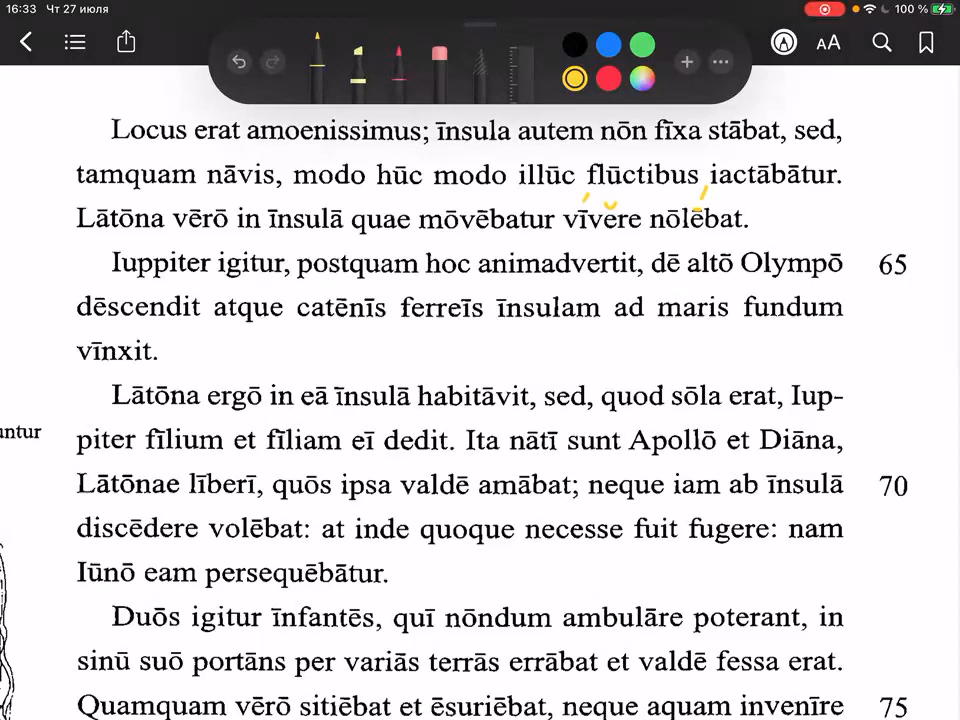 16:33 Чт 27 июля 100 %
AA
Locus erat amoenissimus; īnsula autem nōn fīxa stābat, sed,
tamquam nāvis, modo hūc modo illūc flūctibus iactābātur.
Lātōna vērō in īnsulā quae mōvēbatur vīvere nōlēbat.
Iuppiter igitur, postquam hoc animadvertit, dē altō Olympō 65
dēscendit atque catēnīs ferreīs īnsulam ad maris fundum
vīnxit.
Lātōna ergō in eā īnsulā habitāvit, sed, quod sōla erat, Iup-
untur piter fīlium et fīliam eī dedit. Ita nātī sunt Apollō et Diāna,
Lātōnae līberī, quōs ipsa valdē amābat; neque iam ab īnsulā 70
discēdere volēbat: at inde quoque necesse fuit fugere: nam
Iūnō eam persequēbātur.
Duōs igitur īnfantēs, quī nōndum ambulāre poterant, in
sinū suō portāns per variās terrās errābat et valdē fessa erat.
Quamquam vērō sitiēbat et ēsuriēbat, neque aquam invenīre 75